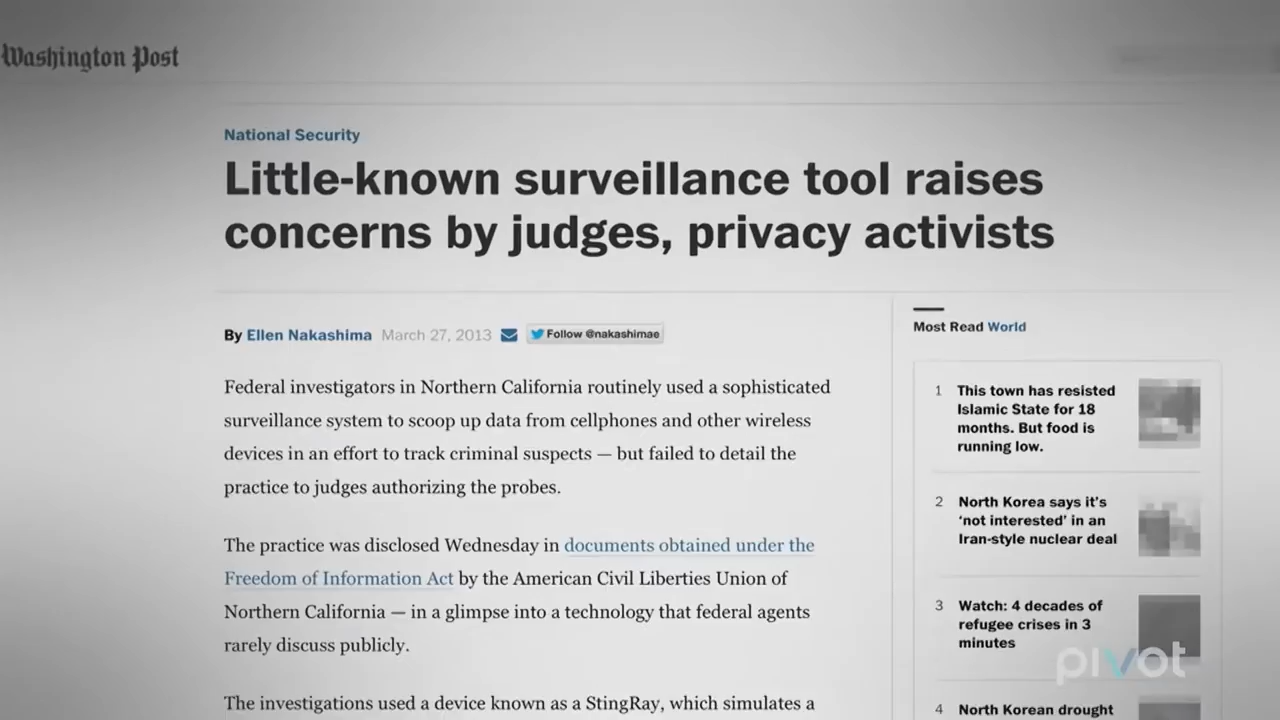 Washington Post
National Security
Little-known surveillance tool raises
concerns by judges, privacy activists
By Ellen Nakashima March 27, 2013 Follow @nakashimae
Federal investigators in Northern California routinely used a sophisticated
surveillance system to scoop up data from cellphones and other wireless
devices in an effort to track criminal suspects — but failed to detail the
practice to judges authorizing the probes.
The practice was disclosed Wednesday in documents obtained under the
Freedom of Information Act by the American Civil Liberties Union of
Northern California — in a glimpse into a technology that federal agents
rarely discuss publicly.
The investigations used a device known as a StingRay, which simulates a
Most Read World
1 This town has resisted
Islamic State for 18
months. But food is
running low.
2 North Korea says it's
‘not interested’ in an
Iran-style nuclear deal
3 Watch: 4 decades of
refugee crises in 3
minutes
4 North Korean drought
pivot